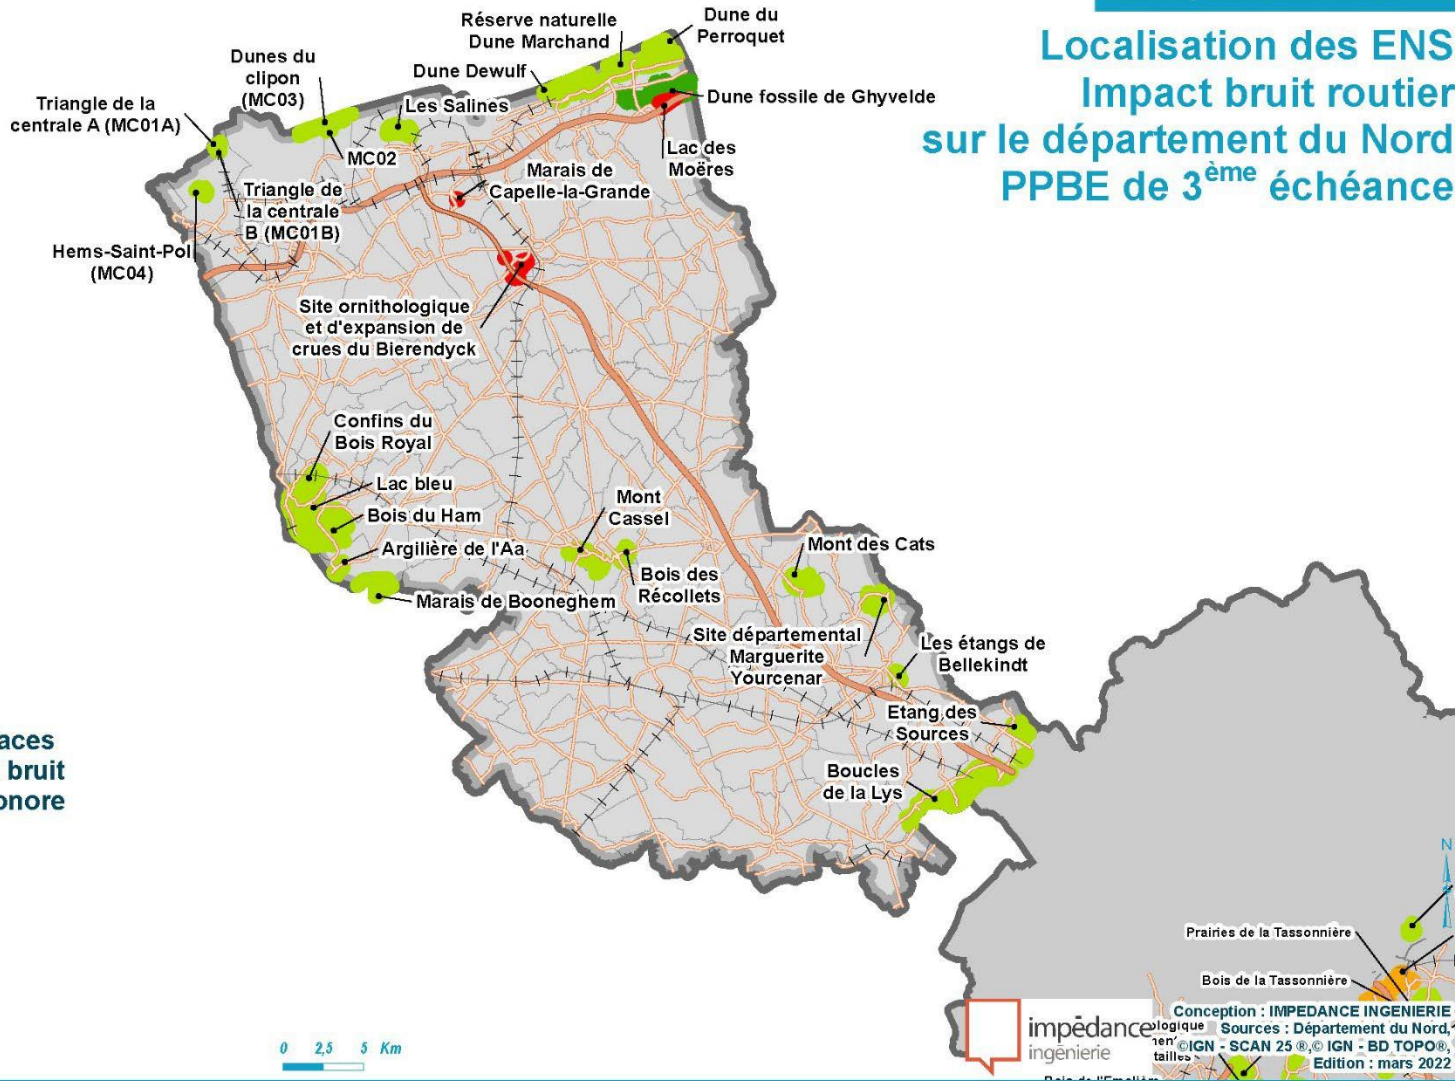 Localisation des ENS
Impact bruit routier
sur le département du Nord
PPBE de 3ème échéance
Réserve naturelle
Dune Marchand
Dune du
Perroquet
Dunes du
clipon
(MC03)
Dune Dewulf
Triangle de la
centrale A (MC01A)
Les Salines
Dune fossile de Ghyvelde
MC02
Lac des
Moëres
Marais de
Capelle-la-Grande
Triangle de
la centrale
B (MC01B)
Hems-Saint-Pol
(MC04)
Site ornithologique
et d'expansion de
crues du Bierendyck
Confins du
Bois Royal
Lac bleu
Bois du Ham
Argilière de l'Aa
Marais de Booneghem
Mont
Cassel
Bois des
Récollets
Mont des Cats
Site départemental
Marguerite
Yourcenar
Les étangs de
Bellekindt
Etang des
Sources
Boucles
de la Lys
aces
bruit
onore
N
Prairies de la Tassonnière
Bois de la Tassonnière
0 2,5 5 Km
impédance
ingénierie
ologique
tailles
Conception : IMPEDANCE INGENIERIE
Sources : Département du Nord,
©IGN - SCAN 25 ®,© IGN - BD TOPO®,
Edition : mars 2022